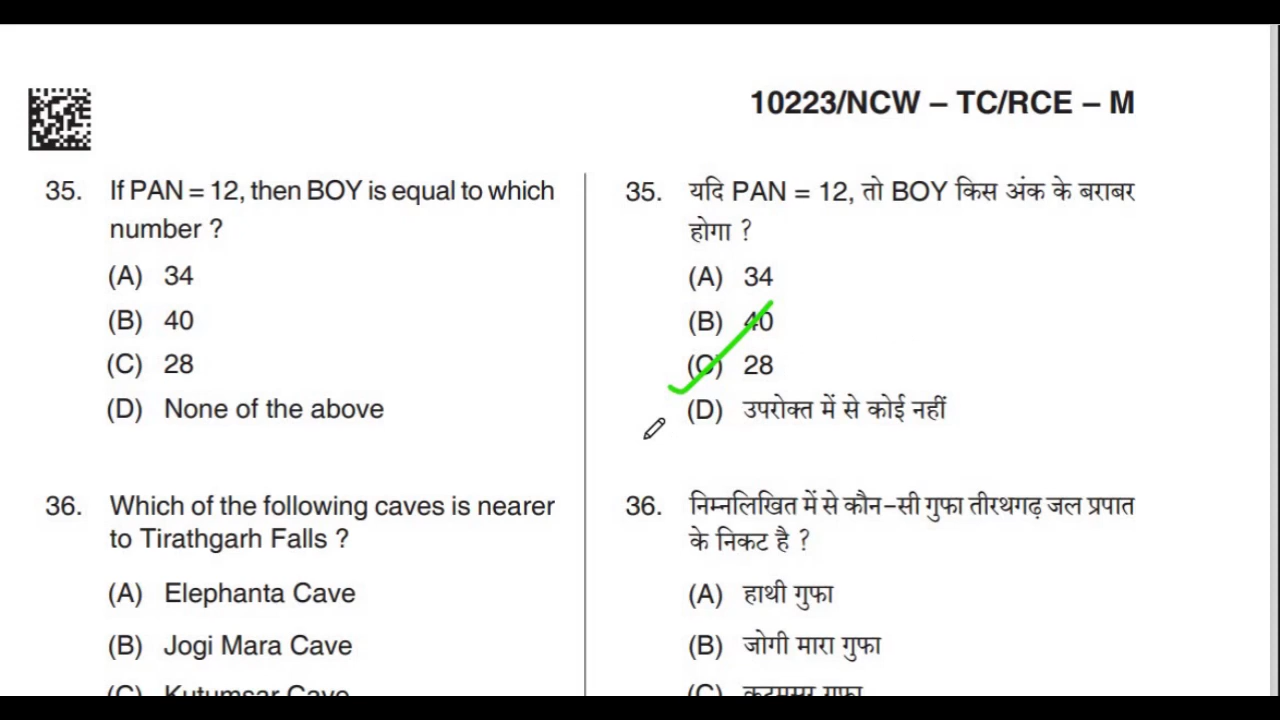 10223/NCW – TC/RCE – M
35. If PAN = 12, then BOY is equal to which
number ?
(A) 34
(B) 40
(C) 28
(D) None of the above
36. Which of the following caves is nearer
to Tirathgarh Falls ?
(A) Elephanta Cave
(B) Jogi Mara Cave
(C) Kutumsar Cave
35. यदि PAN = 12, तो BOY किस अंक के बराबर
होगा ?
(A) 34
(B) 40
(C) 28
(D) उपरोक्त में से कोई नहीं
36. निम्नलिखित में से कौन-सी गुफा तीरथगढ़ जल प्रपात
के निकट है ?
(A) हाथी गुफा
(B) जोगी मारा गुफा
(C)